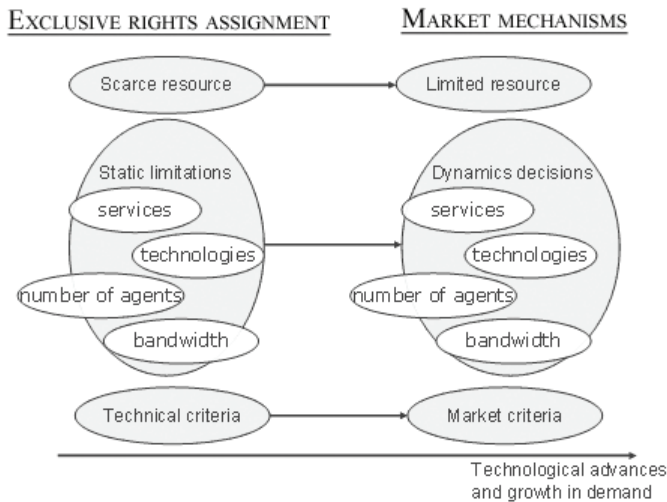 EXCLUSIVE RIGHTS ASSIGNMENT
MARKET MECHANISMS
Scarce resource
Limited resource
Static limitations
services
technologies
number of agents
bandwidth
Dynamics decisions
services
technologies
number of agents
bandwidth
Technical criteria
Market criteria
Technological advances
and growth in demand